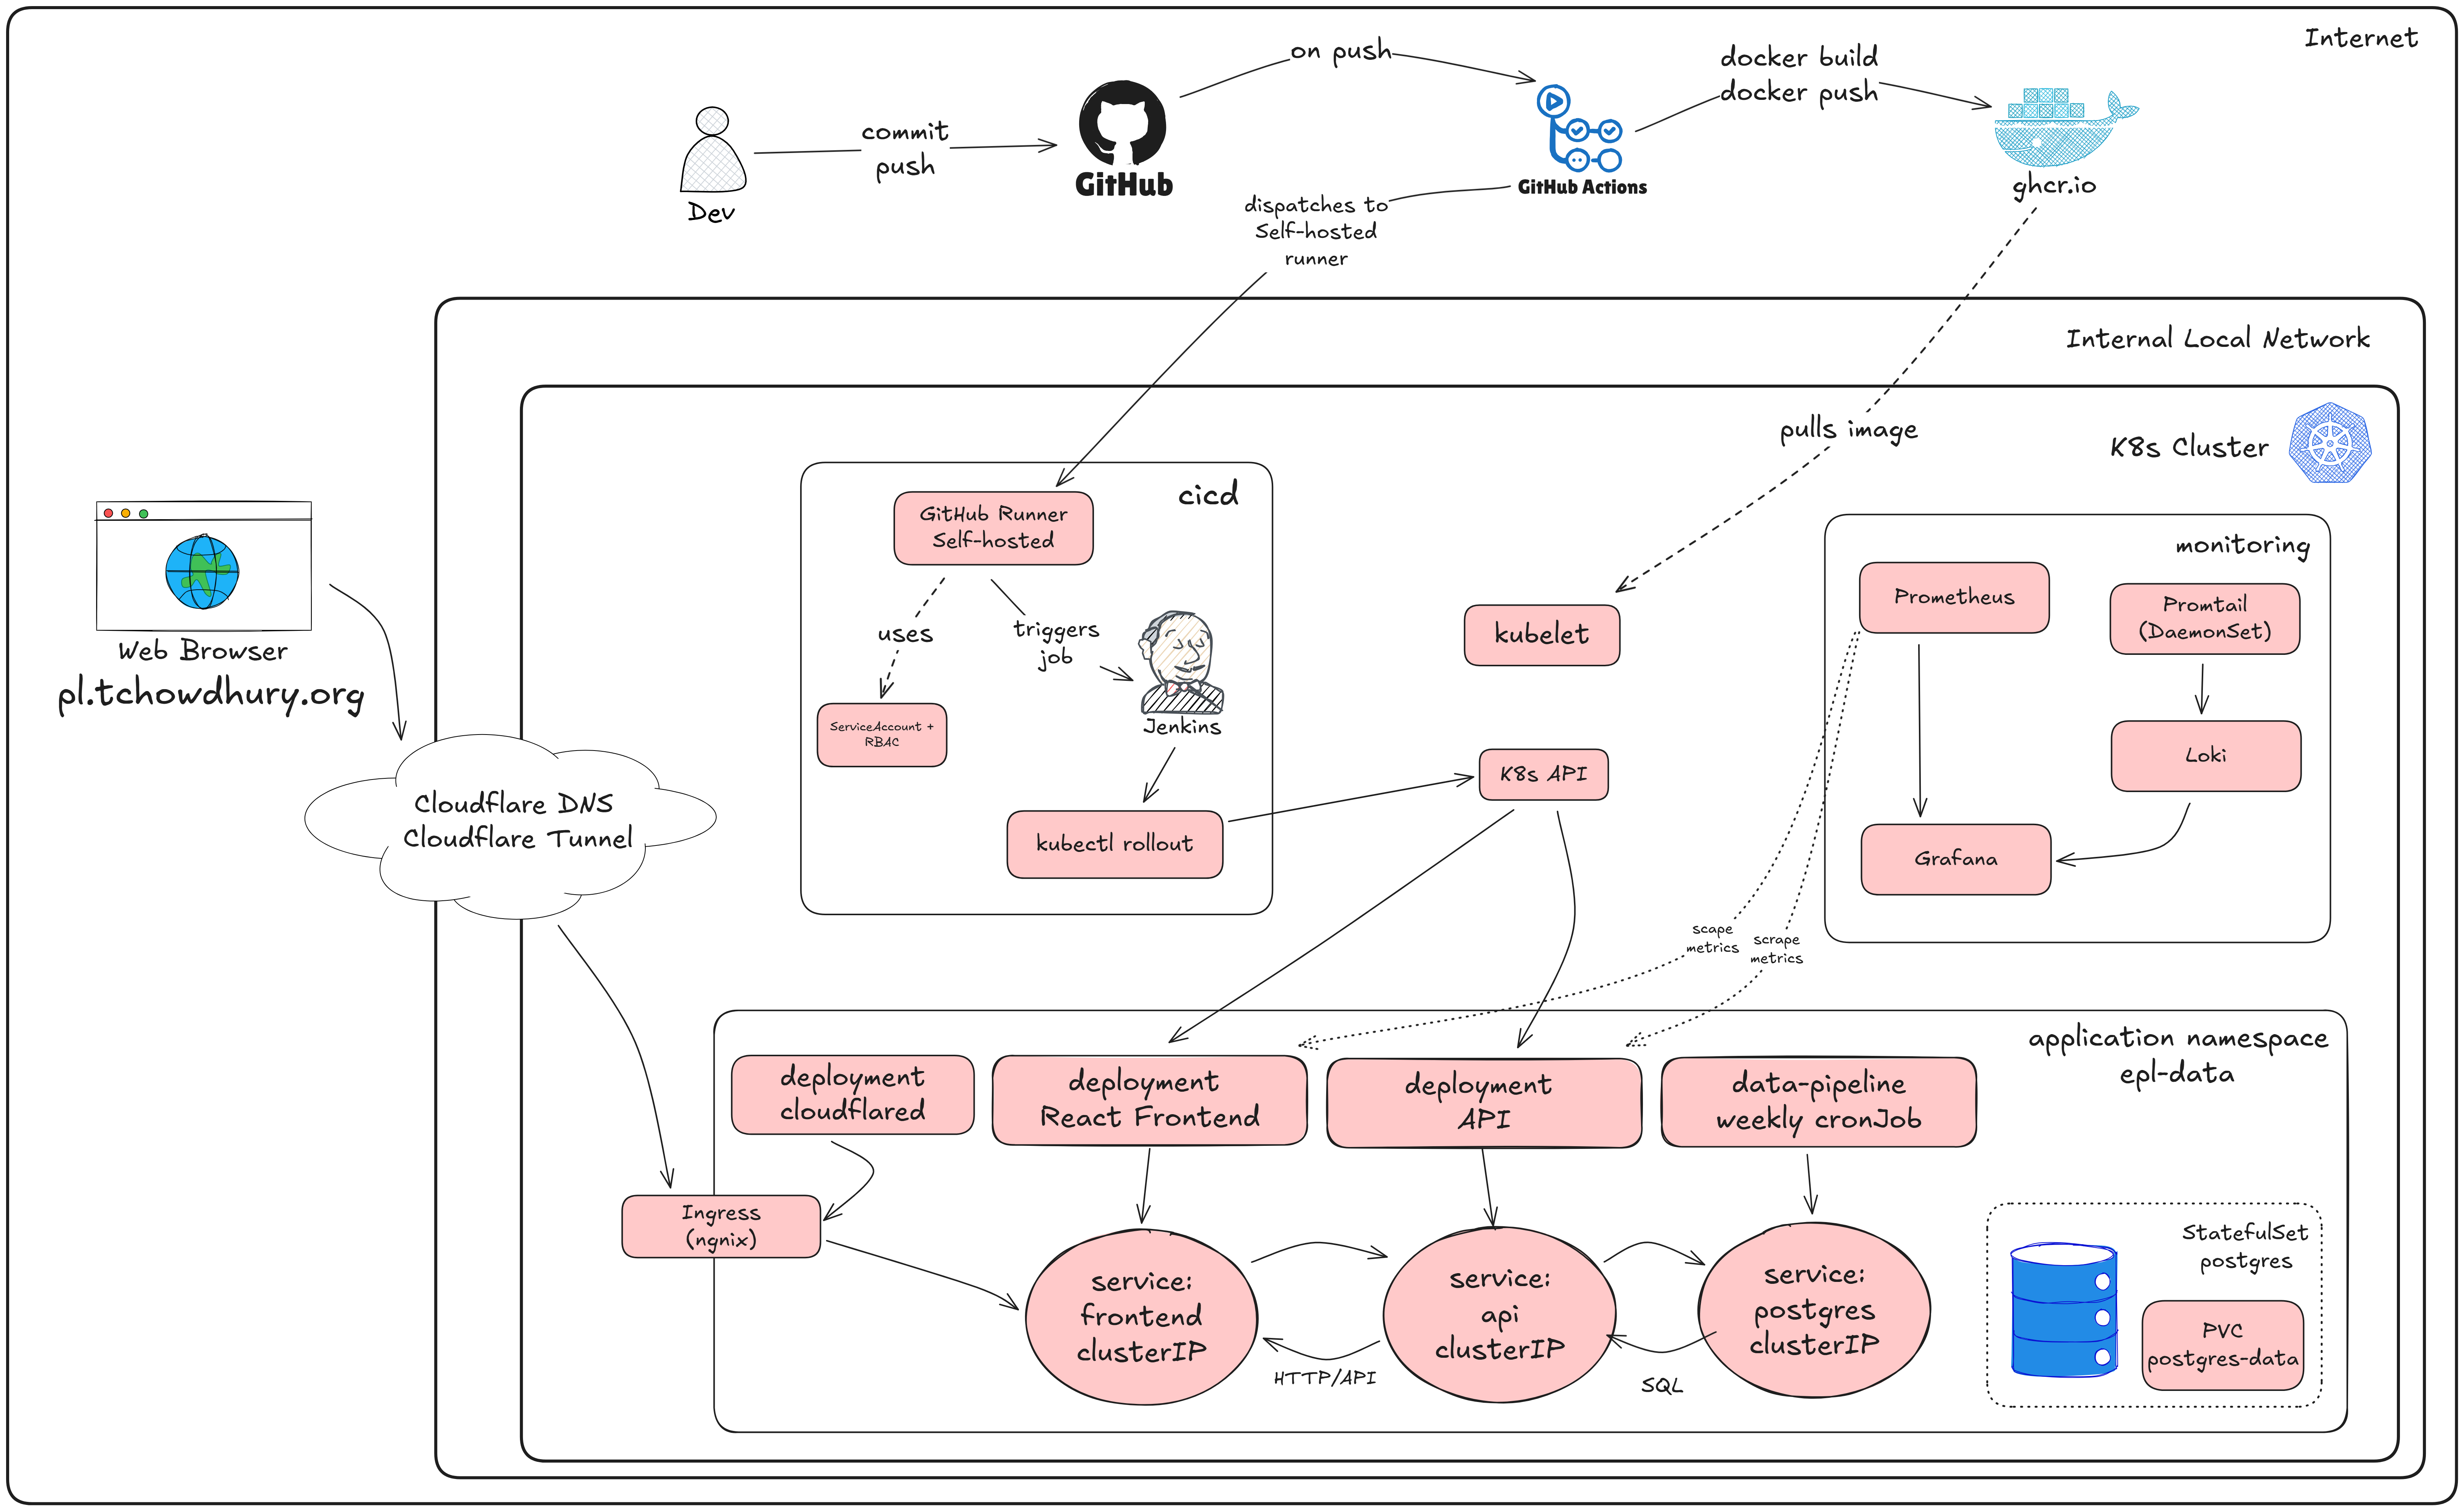 Internet
on push
docker build
docker push
commit
push
Dev
GitHub
GitHub Actions
ghcr.io
dispatches to
Self-hosted
runner
Internal Local Network
pulls image
K8s Cluster
cicd
GitHub Runner
Self-hosted
uses
triggers
job
Jenkins
ServiceAccount +
RBAC
kubectl rollout
kubelet
K8s API
monitoring
Prometheus
Promtail
(DaemonSet)
Loki
Grafana
Web Browser
pl.tchowdhury.org
Cloudflare DNS
Cloudflare Tunnel
scape
metrics
scrape
metrics
application namespace
epl-data
deployment
cloudflared
deployment
React Frontend
deployment
API
data-pipeline
weekly cronJob
Ingress
(ngnix)
service:
frontend
clusterIP
service:
api
clusterIP
service:
postgres
clusterIP
HTTP/API
SQL
StatefulSet
postgres
PVC
postgres-data